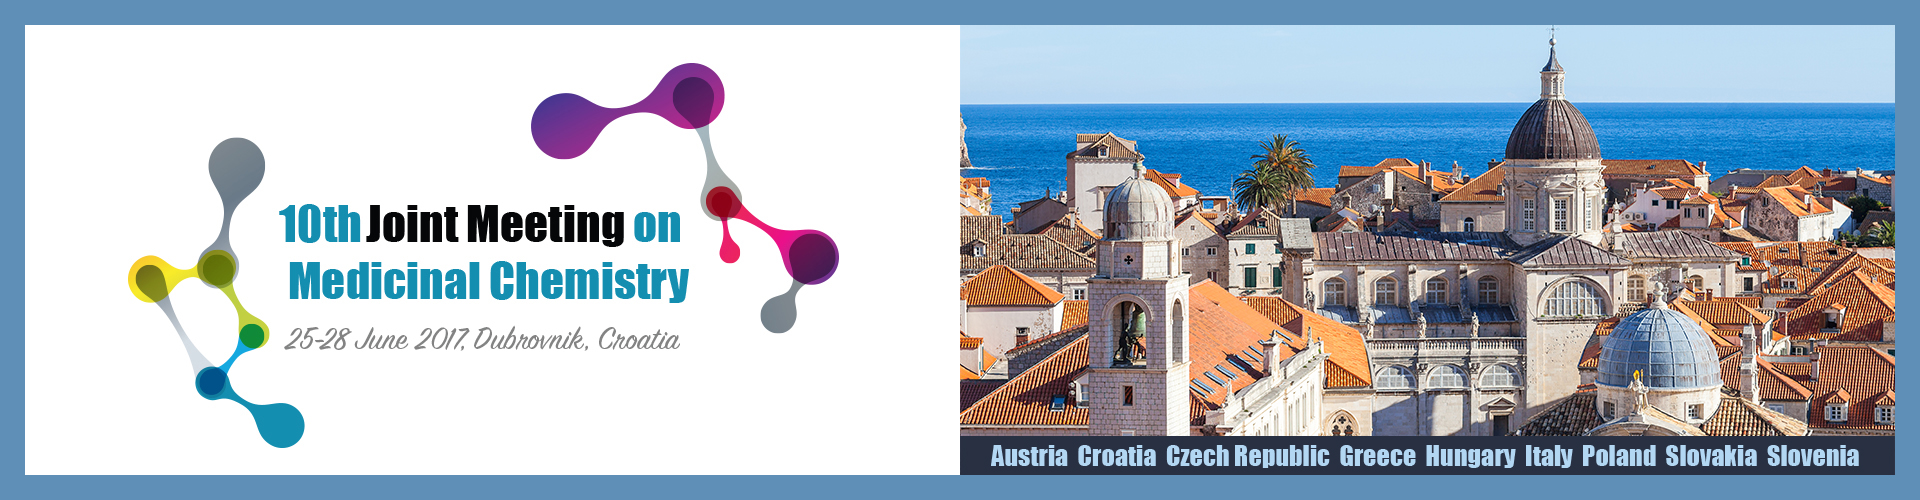 10th Joint Meeting on
Medicinal Chemistry
25-28 June 2017, Dubrovnik, Croatia
Austria Croatia Czech Republic Greece Hungary Italy Poland Slovakia Slovenia